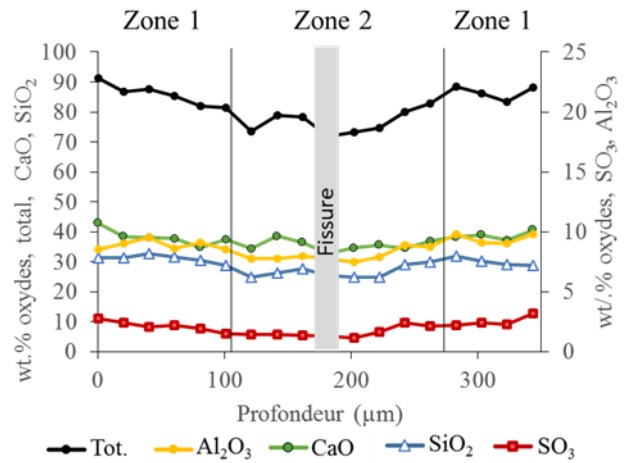 Zone 1 Zone 2 Zone 1
wt.% oxydes, total, CaO, SiO₂
100
90
80
70
60
50
40
30
20
10
0
Fissure
25
20
15
10
5
0
wt/.% oxydes, SO₃, Al₂O₃
0 100 200 300
Profondeur (µm)
Tot. Al₂O₃ CaO SiO₂ SO₃